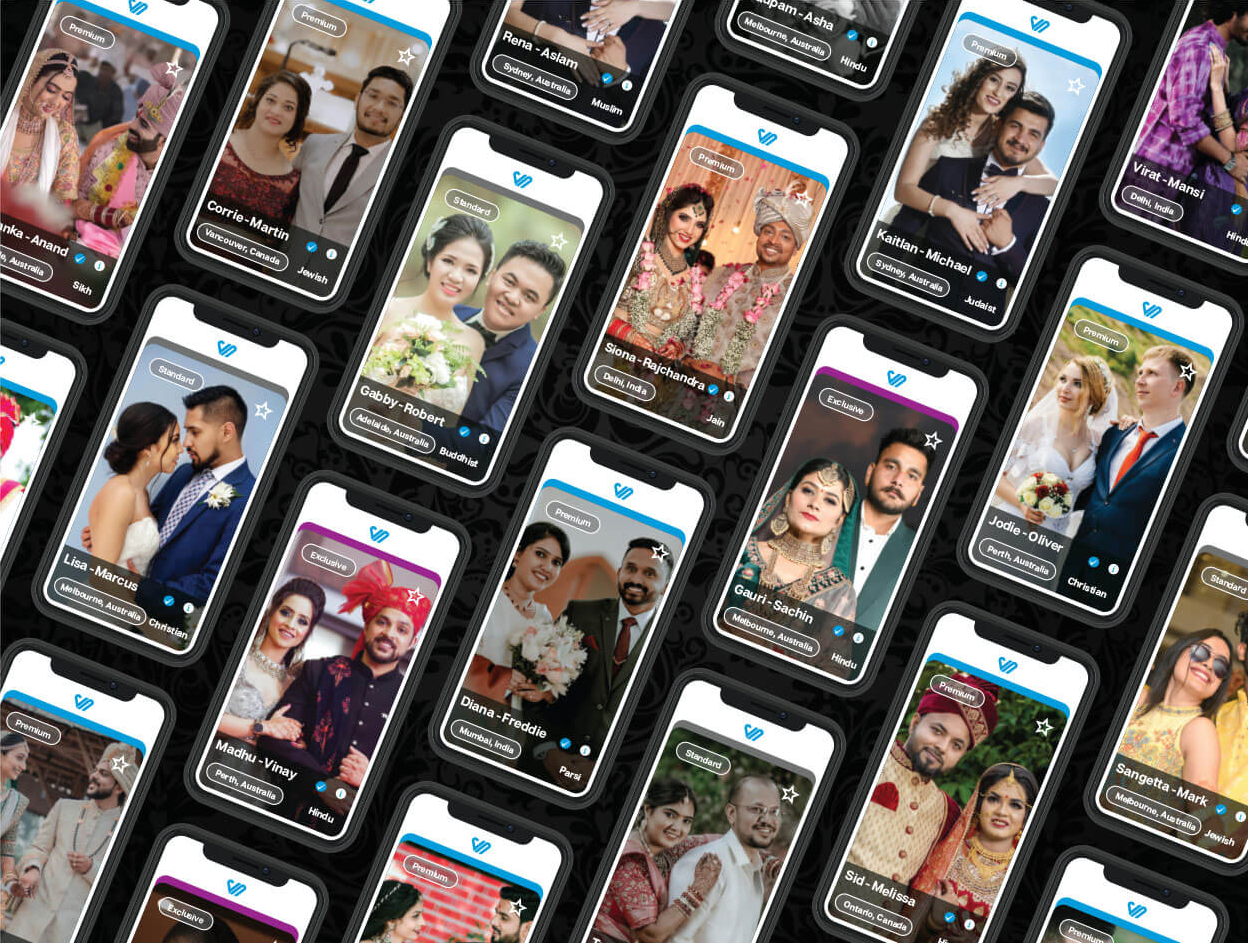 Premium
anka - Anand
e, Australia
Sikh
Premium
Corrie - Martin
Vancouver, Canada
Jewish
Rena - Asiam
Sydney, Australia
Muslim
upam - Asha
Melbourne, Australia
Hindu
Premium
Kaitlan - Michael
Sydney, Australia
Judaist
Virat - Mansi
Delhi, India
Hindu
Standard
Gabby - Robert
Adelaide, Australia
Buddhist
Premium
Siona - Rajchandra
Delhi, India
Jain
Standard
Lisa - Marcus
Melbourne, Australia
Christian
Exclusive
Madhu - Vinay
Perth, Australia
Hindu
Premium
Diana - Freddie
Mumbai, India
Parsi
Exclusive
Gauri - Sachin
Melbourne, Australia
Hindu
Premium
Jodie - Oliver
Perth, Australia
Christian
Standard
Sangetta - Mark
Melbourne, Australia
Jewish
Premium
Exclusive
Premium
Standard
Premium
Sid - Melissa
Ontario, Canada
Premium